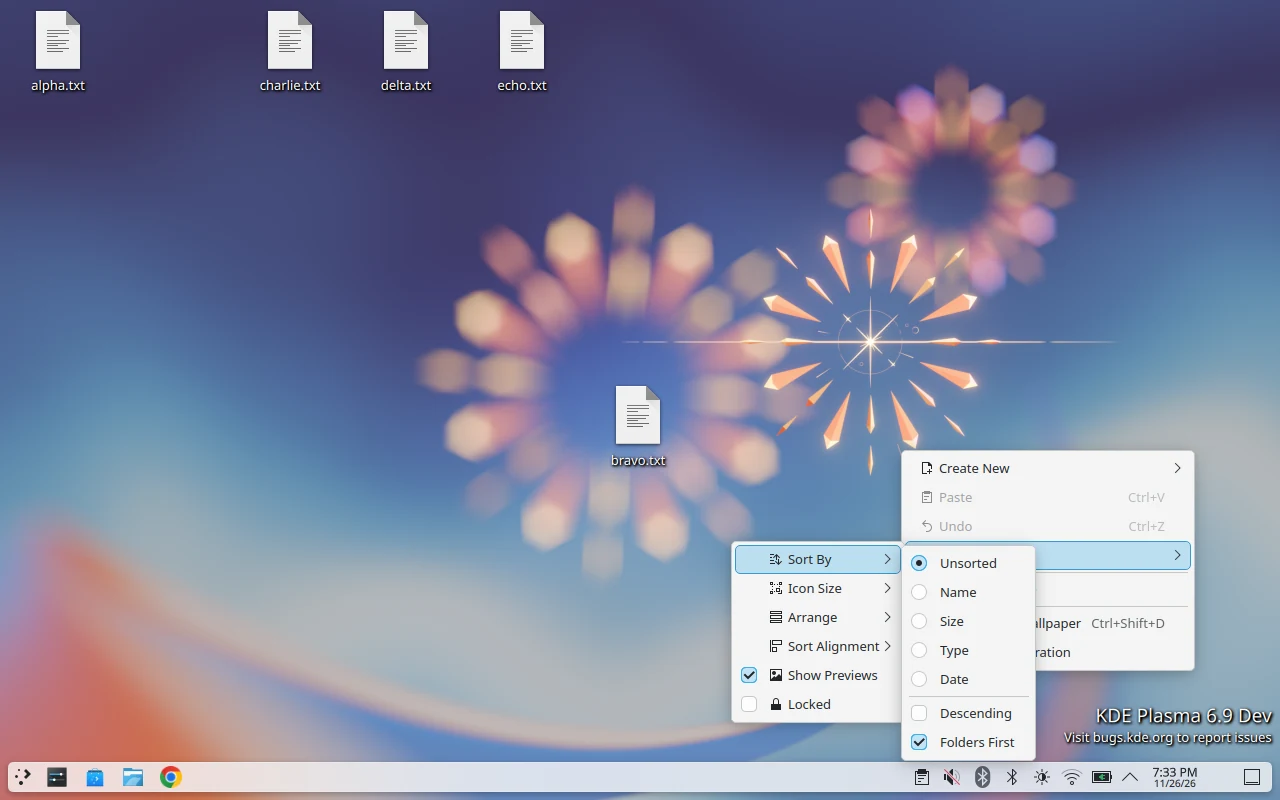 alpha.txt
charlie.txt
delta.txt
echo.txt
bravo.txt
Create New
Paste Ctrl+V
Undo Ctrl+Z
Sort By
Icon Size
Arrange
Sort Alignment
Show Previews
Locked
Unsorted
Name
Size
Type
Date
Descending
Folders First
llpaper Ctrl+Shift+D
ration
KDE Plasma 6.9 Dev
Visit bugs.kde.org to report issues
7:33 PM
11/26/26